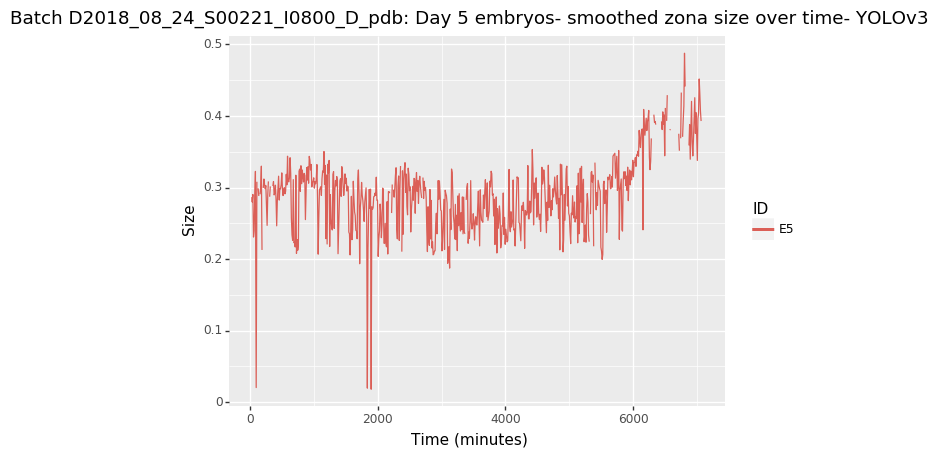 Batch D2018_08_24_S00221_I0800_D_pdb: Day 5 embryos- smoothed zona size over time- YOLOv3
0.5
0.4
0.3
0.2
0.1
0
Size
0 2000 4000 6000
Time (minutes)
ID
E5